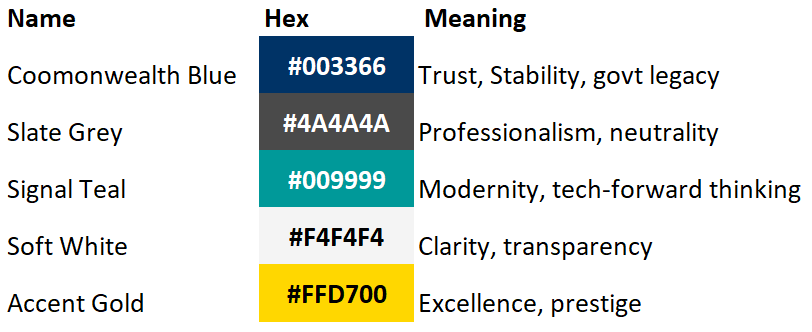 Name Hex Meaning
Coomonwealth Blue #003366 Trust, Stability, govt legacy
Slate Grey #4A4A4A Professionalism, neutrality
Signal Teal #009999 Modernity, tech-forward thinking
Soft White #F4F4F4 Clarity, transparency
Accent Gold #FFD700 Excellence, prestige